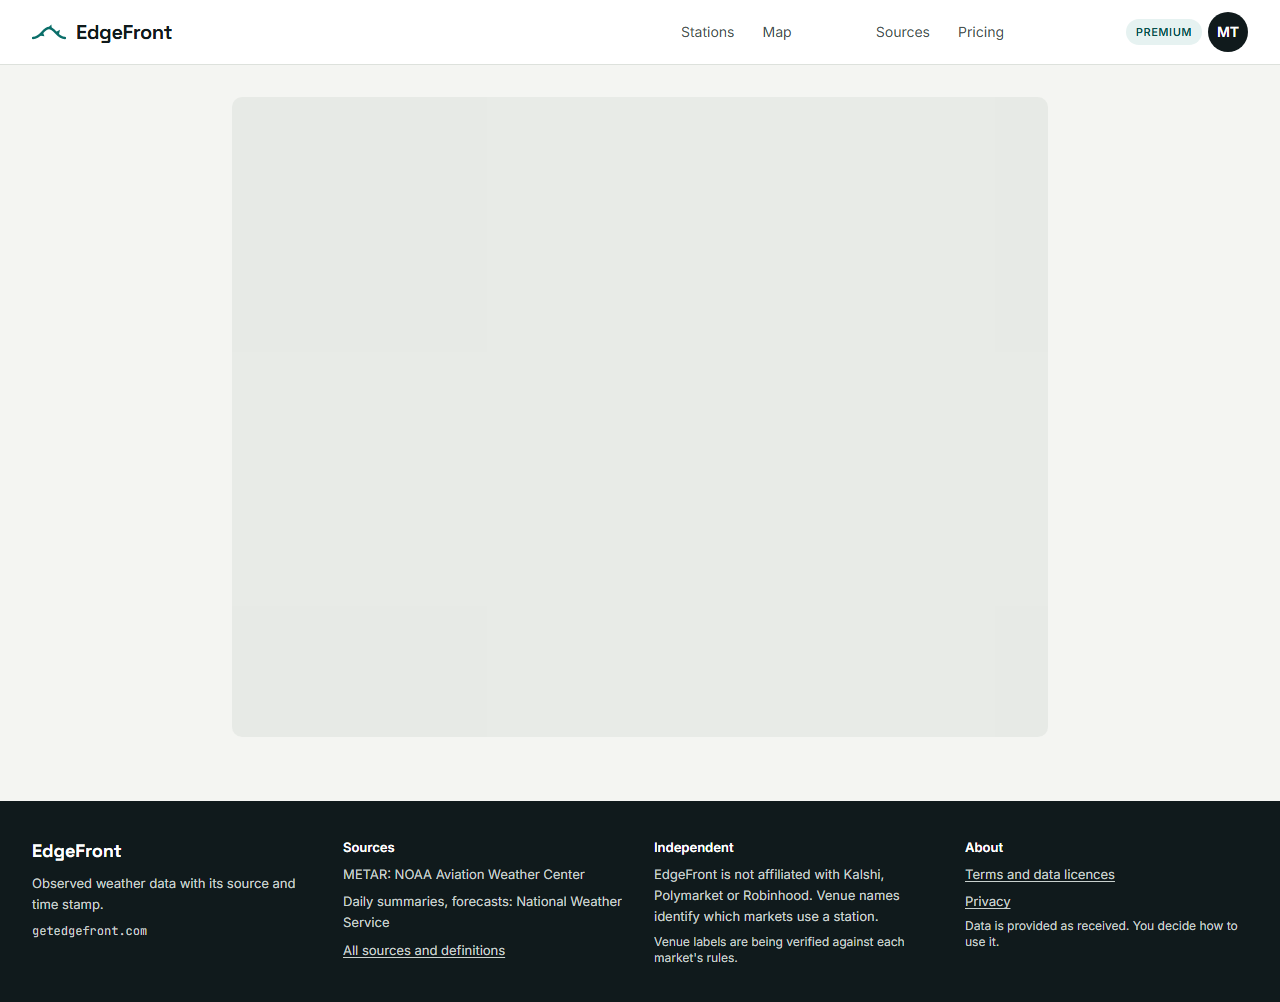 EdgeFront
Stations
Map
Sources
Pricing
PREMIUM
MT
EdgeFront
Observed weather data with its source and
time stamp.
getedgefront.com
Sources
METAR: NOAA Aviation Weather Center
Daily summaries, forecasts: National Weather
Service
All sources and definitions
Independent
EdgeFront is not affiliated with Kalshi,
Polymarket or Robinhood. Venue names
identify which markets use a station.
Venue labels are being verified against each
market's rules.
About
Terms and data licences
Privacy
Data is provided as received. You decide how to
use it.